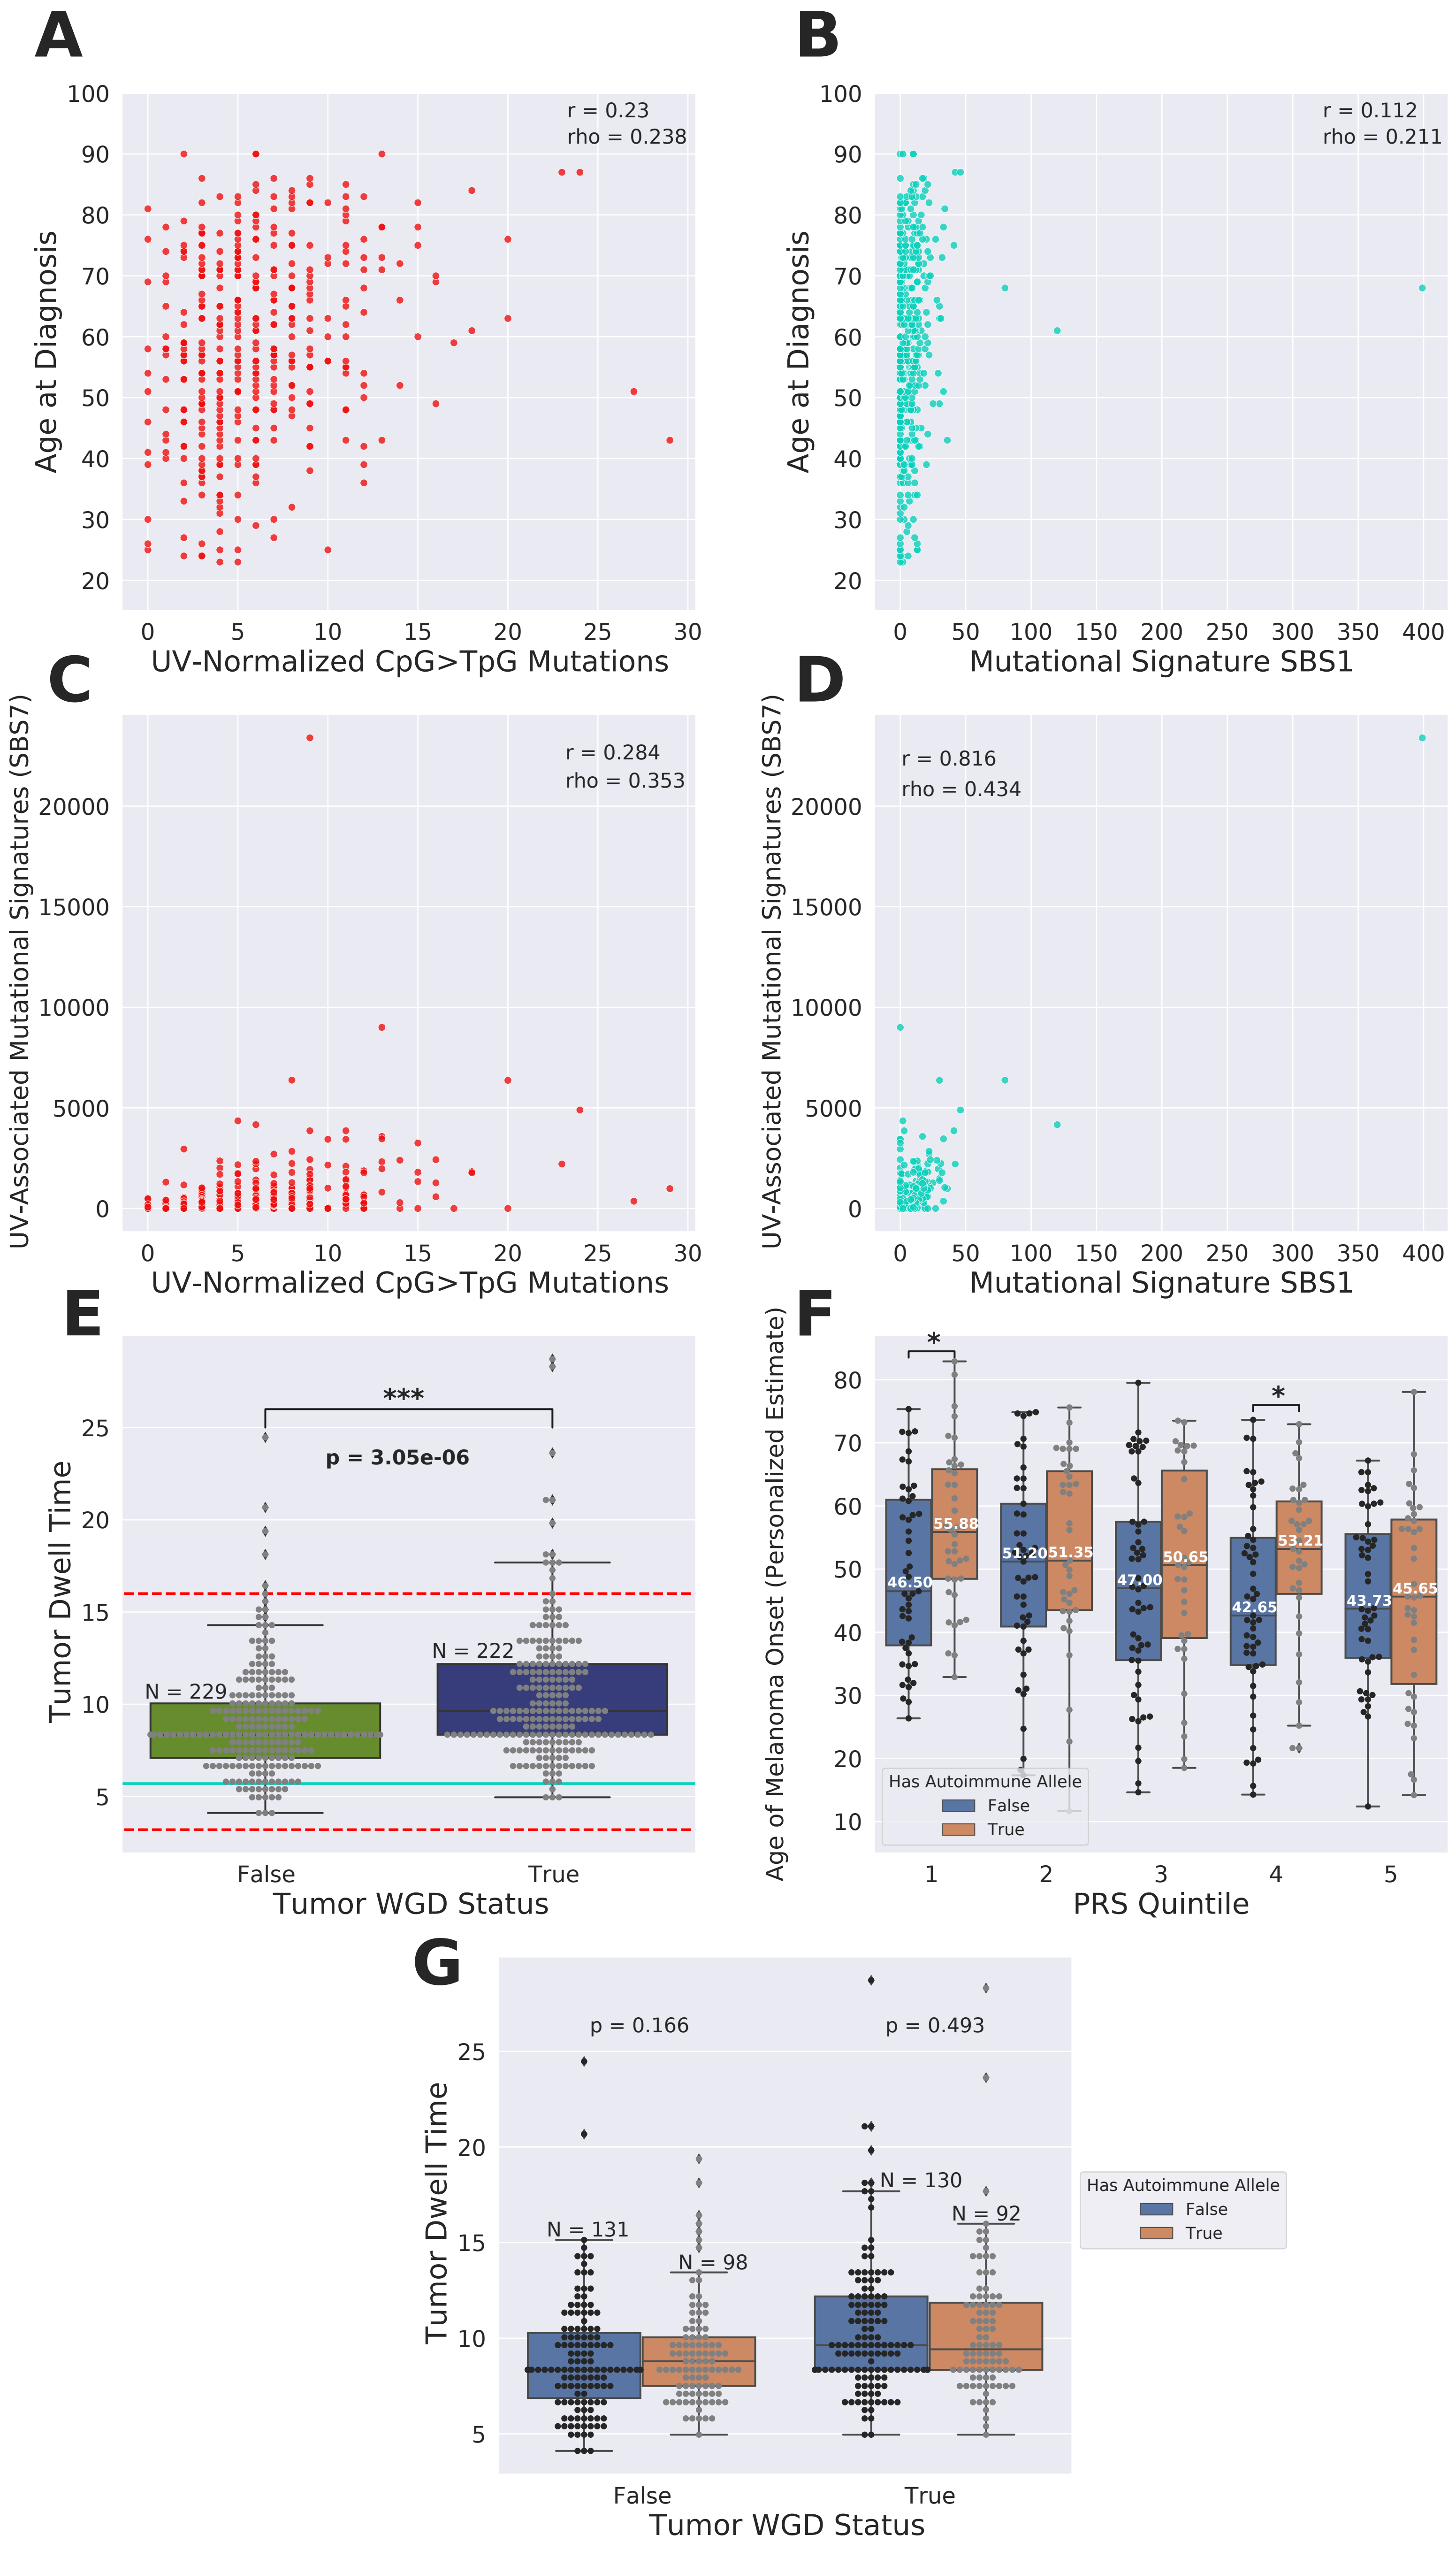 A
r = 0.23
rho = 0.238
100
90
80
70
60
50
40
30
20
Age at Diagnosis
0 5 10 15 20 25 30
UV-Normalized CpG>TpG Mutations
B
r = 0.112
rho = 0.211
100
90
80
70
60
50
40
30
20
Age at Diagnosis
0 50 100 150 200 250 300 350 400
Mutational Signature SBS1
C
r = 0.284
rho = 0.353
20000
15000
10000
5000
0
UV-Associated Mutational Signatures (SBS7)
0 5 10 15 20 25 30
UV-Normalized CpG>TpG Mutations
D
r = 0.816
rho = 0.434
20000
15000
10000
5000
0
UV-Associated Mutational Signatures (SBS7)
0 50 100 150 200 250 300 350 400
Mutational Signature SBS1
E
***
p = 3.05e-06
N = 222
N = 229
25
20
15
10
5
Tumor Dwell Time
False True
Tumor WGD Status
F
*
*
80
70
60
50
40
30
20
10
Age of Melanoma Onset (Personalized Estimate)
46.50 55.88 51.20 51.35 47.00 50.65 42.65 53.21 43.73 45.65
Has Autoimmune Allele
False
True
1 2 3 4 5
PRS Quintile
G
p = 0.166 p = 0.493
25
20
15
10
5
Tumor Dwell Time
N = 131
N = 98
N = 130
N = 92
Has Autoimmune Allele
False
True
False True
Tumor WGD Status